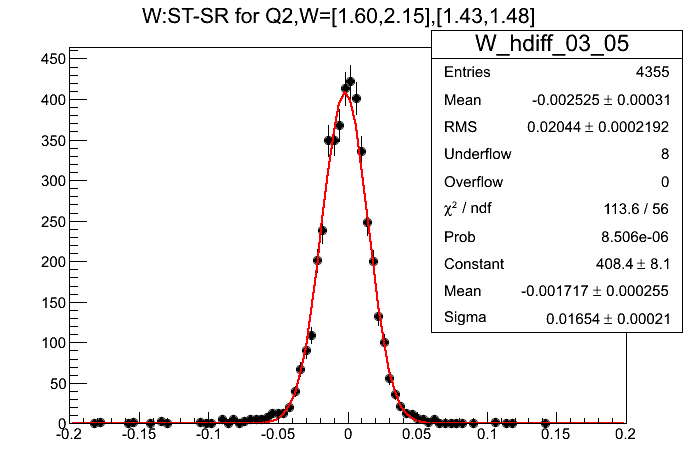 W:ST-SR for Q2,W=[1.60,2.15],[1.43,1.48]
W_hdiff_03_05
Entries 4355
Mean -0.002525 ± 0.00031
RMS 0.02044 ± 0.0002192
Underflow 8
Overflow 0
χ² / ndf 113.6 / 56
Prob 8.506e-06
Constant 408.4 ± 8.1
Mean -0.001717 ± 0.000255
Sigma 0.01654 ± 0.00021
450
400
350
300
250
200
150
100
50
0
-0.2 -0.15 -0.1 -0.05 0 0.05 0.1 0.15 0.2